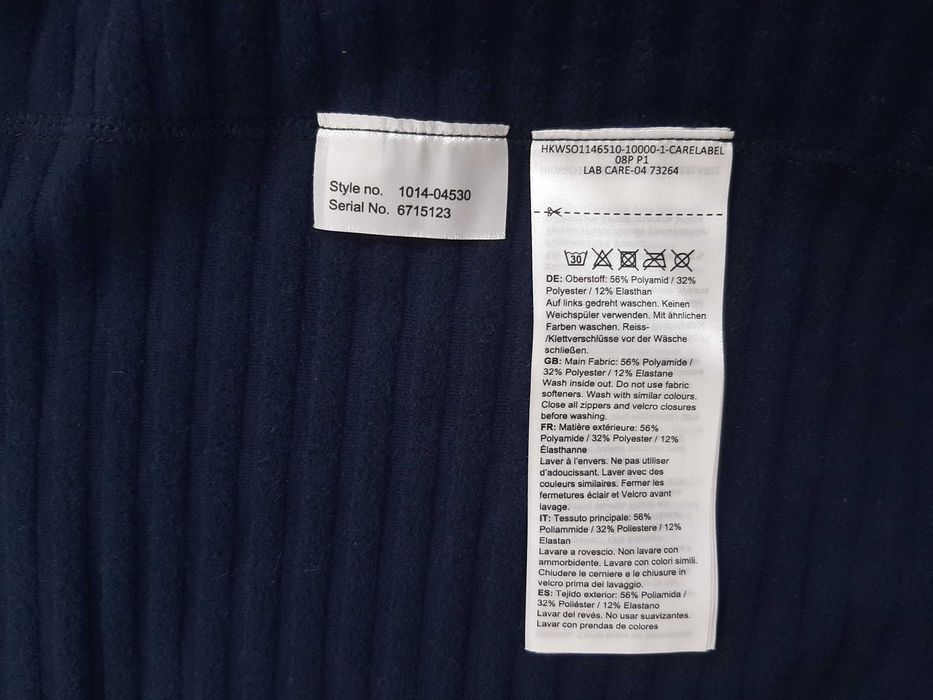 Style no. 1014-04530
Serial No. 6715123
HKWSO1146510-10000-1-CARELABEL
08P P1
LAB CARE-04 73264
30
DE: Oberstoff: 56% Polyamid / 32%
Polyester / 12% Elasthan
Auf links gedreht waschen. Keinen
Weichspüler verwenden. Mit ähnlichen
Farben waschen. Reiss-
/Klettverschlüsse vor der Wäsche
schließen.
GB: Main Fabric: 56% Polyamide /
32% Polyester / 12% Elastane
Wash inside out. Do not use fabric
softeners. Wash with similar colours.
Close all zippers and velcro closures
before washing.
FR: Matière extérieure: 56%
Polyamide / 32% Polyester / 12%
Élasthanne
Laver à l'envers. Ne pas utiliser
d'adoucissant. Laver avec des
couleurs similaires. Fermer les
fermetures éclair et Velcro avant
lavage.
IT: Tessuto principale: 56%
Poliammide / 32% Poliestere / 12%
Elastan
Lavare a rovescio. Non lavare con
ammorbidente. Lavare con colori simili.
Chiudere le cerniere e le chiusure in
velcro prima del lavaggio.
ES: Tejido exterior: 56% Poliamida /
32% Poliéster / 12% Elastano
Lavar del revés. No usar suavizantes.
Lavar con prendas de colores